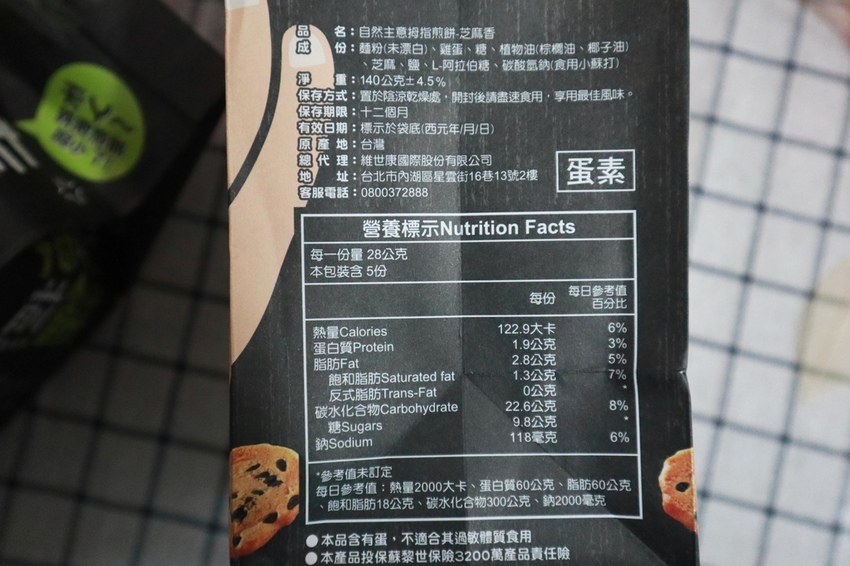 品名：自然主意拇指煎餅-芝麻香
成份：麵粉(未漂白)、雞蛋、糖、植物油(棕櫚油、椰子油)
、芝麻、鹽、L-阿拉伯糖、碳酸氫鈉(食用小蘇打)
淨重：140公克±4.5%
保存方式：置於陰涼乾燥處，開封後請盡速食用，享用最佳風味。
保存期限：十二個月
有效日期：標示於袋底(西元年/月/日)
原產地：台灣
總代理：維世康國際股份有限公司
地址：台北市內湖區星雲街16巷13號2樓
客服電話：0800372888
蛋素
營養標示Nutrition Facts
每一份量 28公克
本包裝含 5份
每份 每日參考值
百分比
熱量Calories 122.9大卡 6%
蛋白質Protein 1.9公克 3%
脂肪Fat 2.8公克 5%
飽和脂肪Saturated fat 1.3公克 7%
反式脂肪Trans-Fat 0公克 *
碳水化合物Carbohydrate 22.6公克 8%
糖Sugars 9.8公克 *
鈉Sodium 118毫克 6%
*參考值未訂定
每日參考值：熱量2000大卡、蛋白質60公克、脂肪60公克
、飽和脂肪18公克、碳水化合物300公克、鈉2000毫克
●本品含有蛋，不適合其過敏體質食用
●本產品投保蘇黎世保險3200萬產品責任險